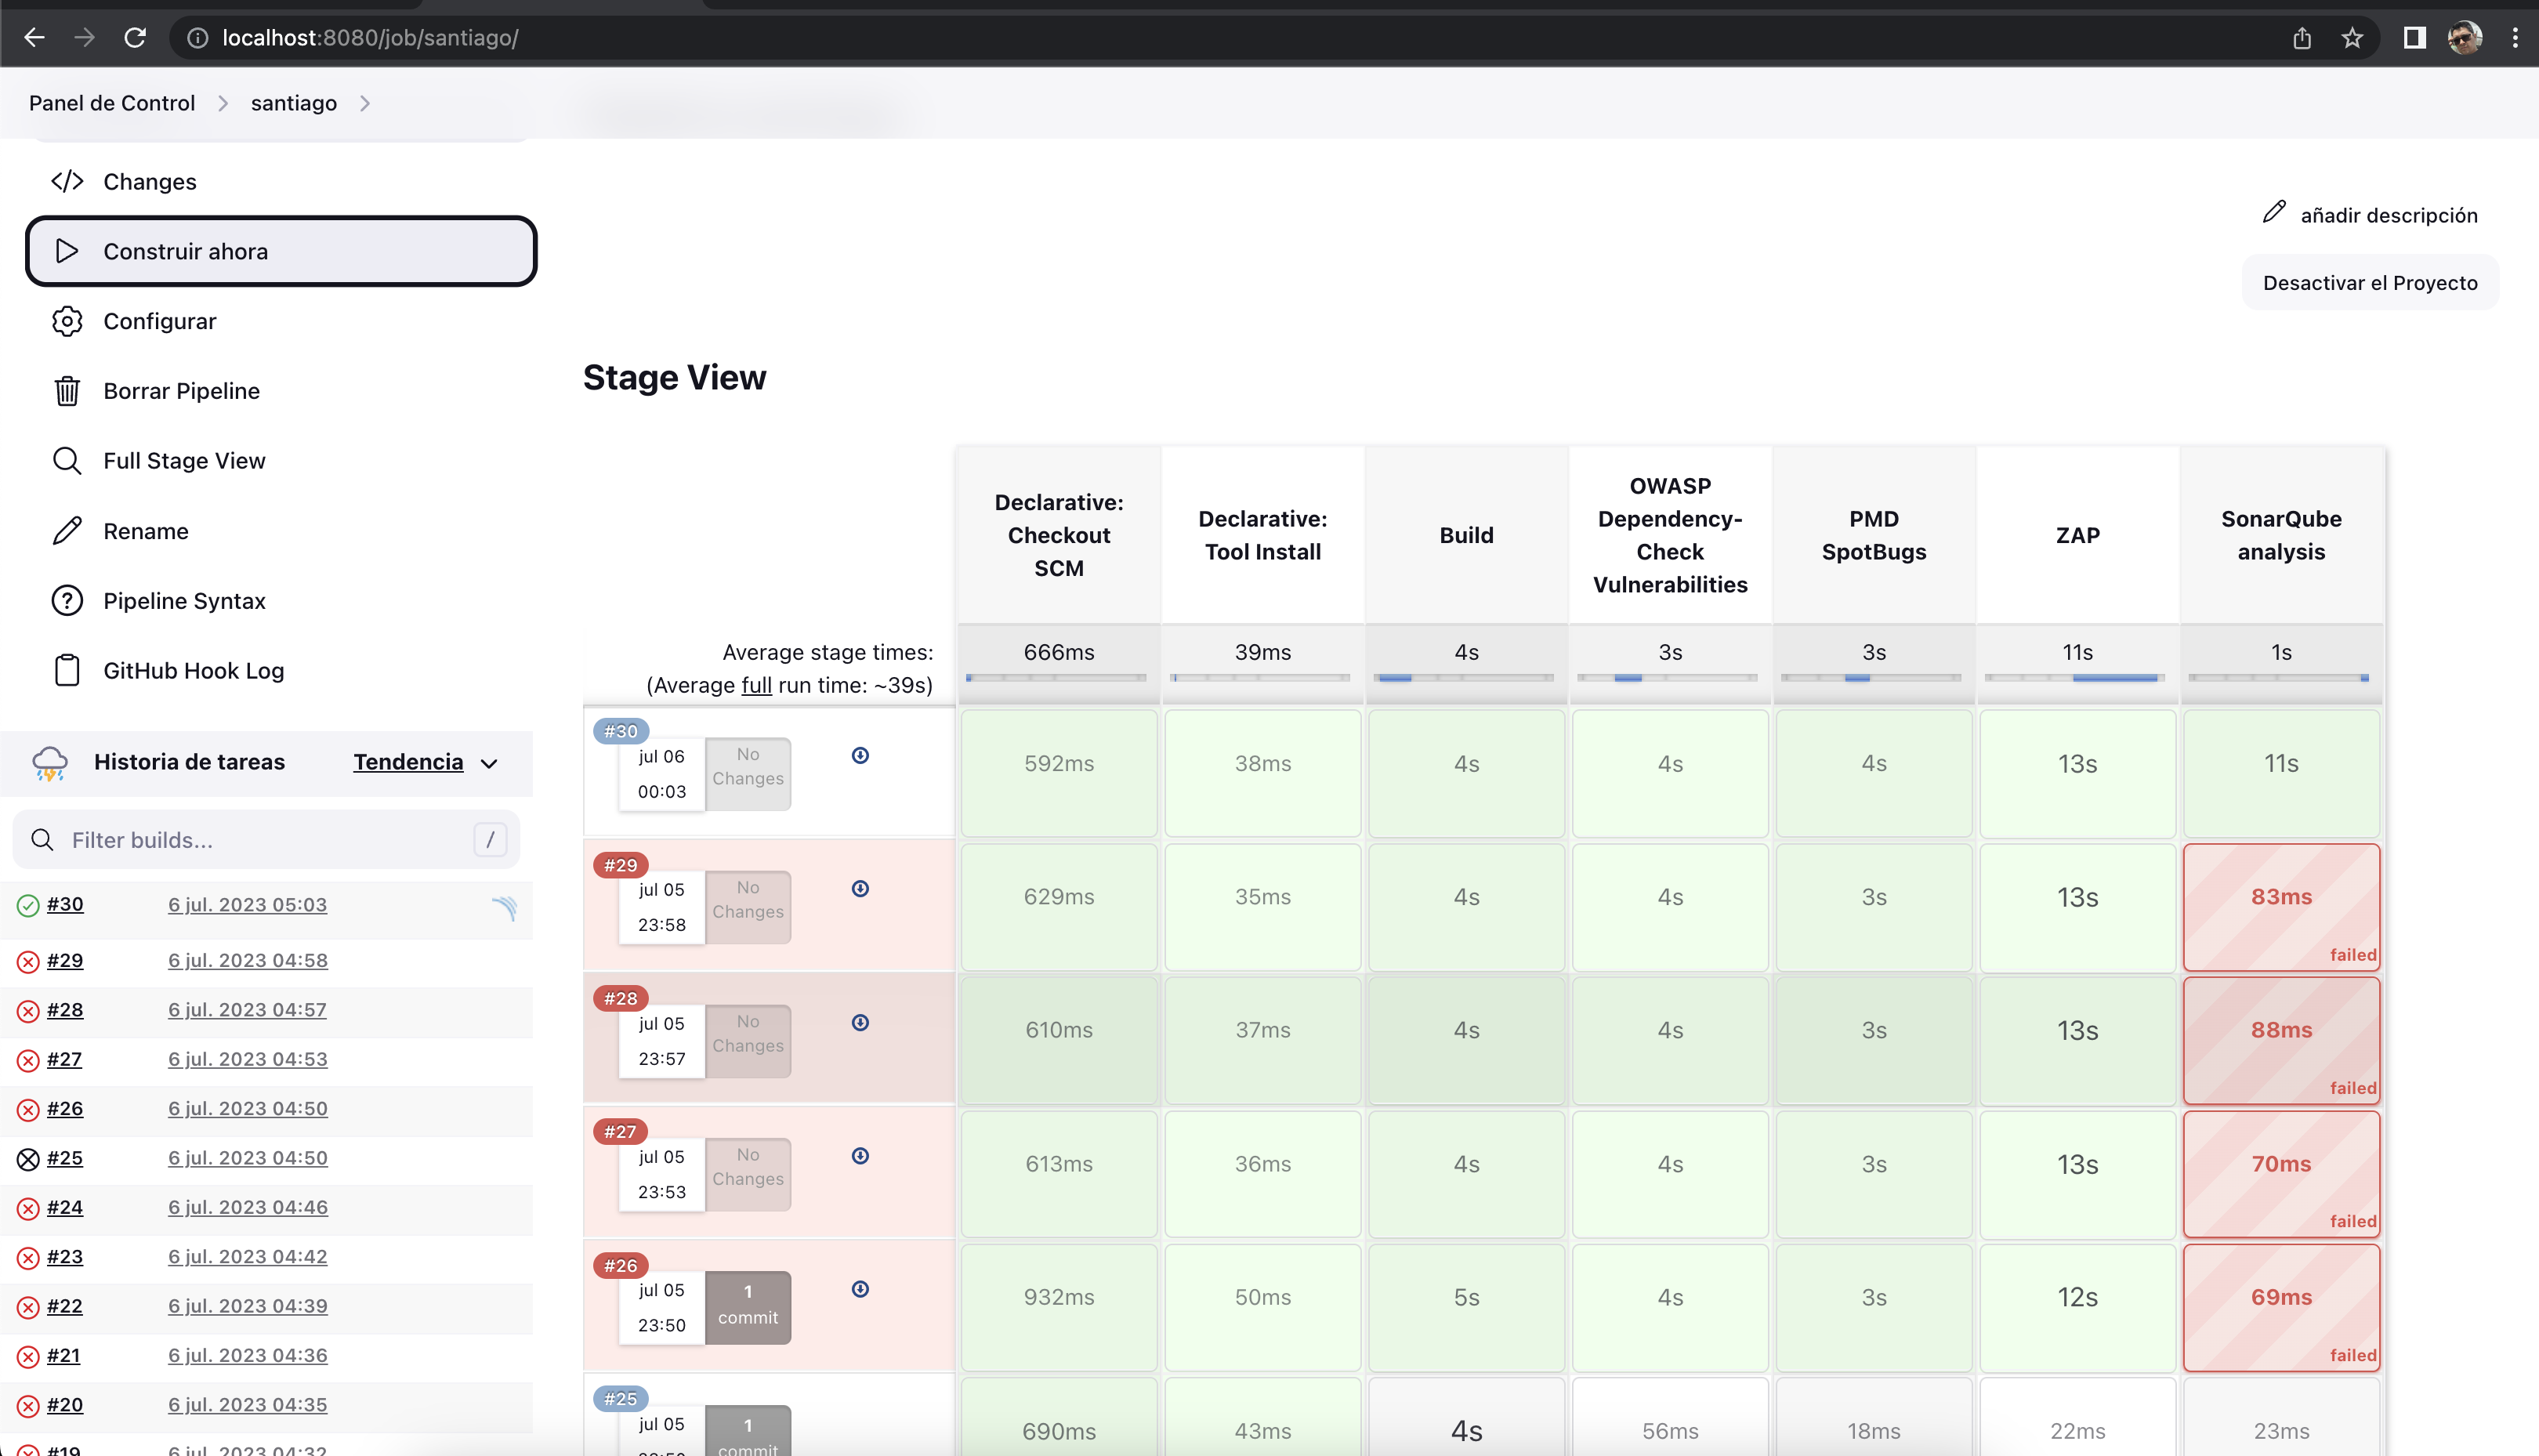 localhost:8080/job/santiago/
Panel de Control
santiago
Changes
Construir ahora
Configurar
Borrar Pipeline
Full Stage View
Rename
Pipeline Syntax
GitHub Hook Log
Historia de tareas
Tendencia
Filter builds...
/
#30 6 jul. 2023 05:03
#29 6 jul. 2023 04:58
#28 6 jul. 2023 04:57
#27 6 jul. 2023 04:53
#26 6 jul. 2023 04:50
#25 6 jul. 2023 04:50
#24 6 jul. 2023 04:46
#23 6 jul. 2023 04:42
#22 6 jul. 2023 04:39
#21 6 jul. 2023 04:36
#20 6 jul. 2023 04:35
#19 6 jul. 2023 04:32
añadir descripción
Desactivar el Proyecto
Stage View
Declarative:
Checkout
SCM
Declarative:
Tool Install
Build
OWASP
Dependency-
Check
Vulnerabilities
PMD
SpotBugs
ZAP
SonarQube
analysis
Average stage times:
(Average full run time: ~39s)
666ms 39ms 4s 3s 3s 11s 1s
#30
jul 06
00:03
No
Changes
592ms 38ms 4s 4s 4s 13s 11s
#29
jul 05
23:58
No
Changes
629ms 35ms 4s 4s 3s 13s 83ms
failed
#28
jul 05
23:57
No
Changes
610ms 37ms 4s 4s 3s 13s 88ms
failed
#27
jul 05
23:53
No
Changes
613ms 36ms 4s 4s 3s 13s 70ms
failed
#26
jul 05
23:50
1
commit
932ms 50ms 5s 4s 3s 12s 69ms
failed
#25
jul 05
1
commit
690ms 43ms 4s 56ms 18ms 22ms 23ms